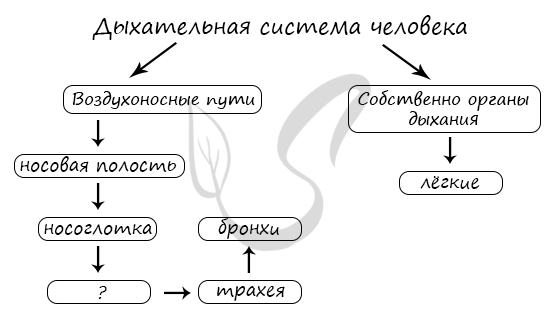 Дыхательная система человека
Воздухоносные пути
Собственно органы
дыхания
носовая полость
лёгкие
носоглотка
бронхи
?
трахея